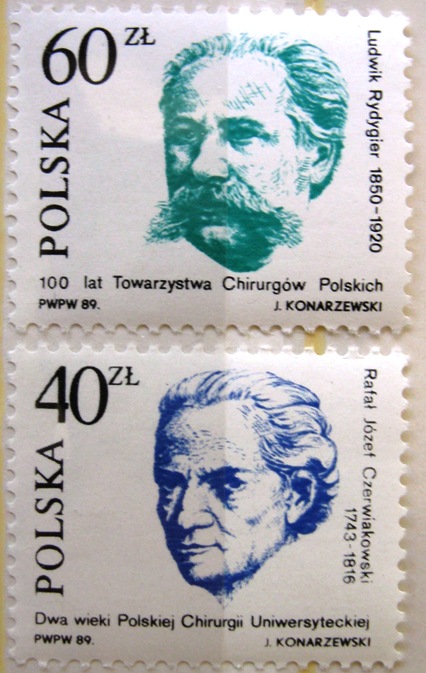 60 ZŁ
POLSKA
Ludwik Rydygier 1850-1920
100 lat Towarzystwa Chirurgów Polskich
PWPW 89. J. KONARZEWSKI
40 ZŁ
POLSKA
Rafał Józef Czerwiakowski
1743-1816
Dwa wieki Polskiej Chirurgii Uniwersyteckiej
PWPW 89. J. KONARZEWSKI